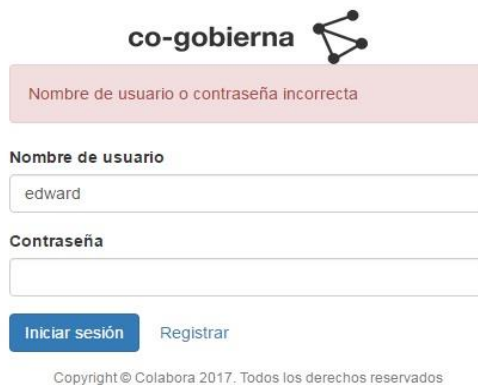 co-gobierna
Nombre de usuario o contraseña incorrecta
Nombre de usuario
edward
Contraseña
Iniciar sesión Registrar
Copyright © Colabora 2017. Todos los derechos reservados